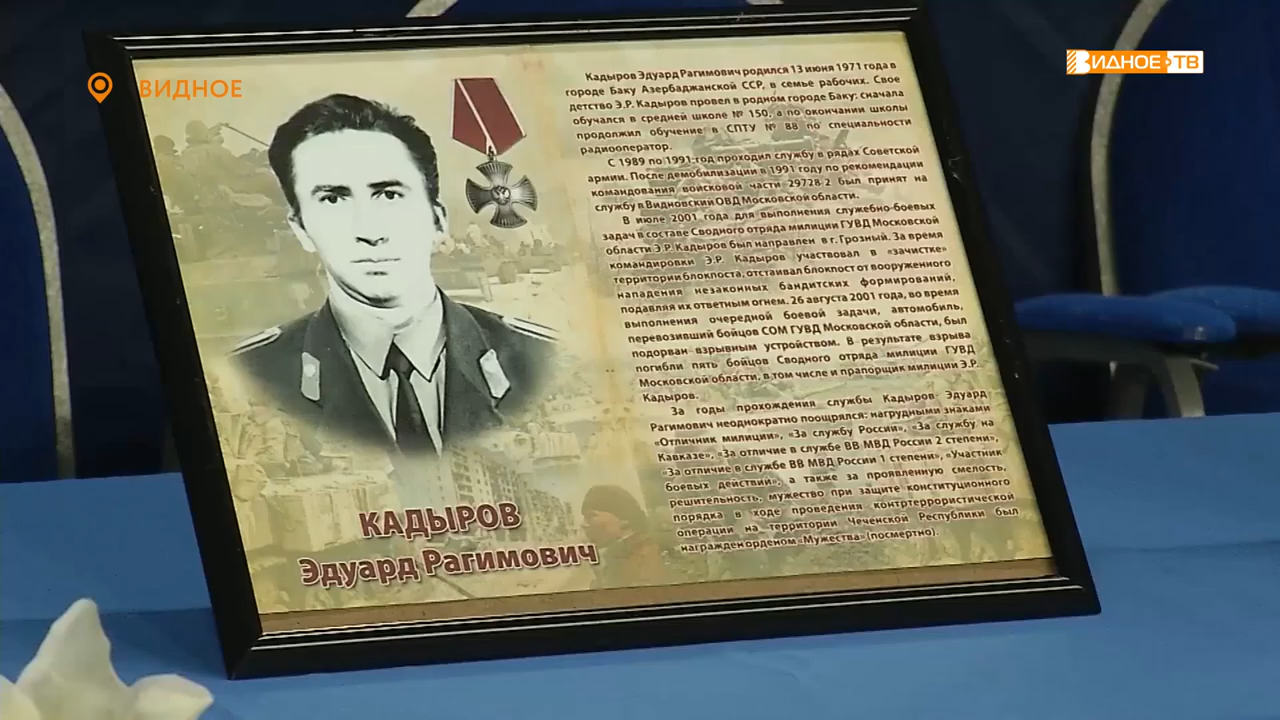 ВИДНОЕ
ВИДНОЕ ТВ
Кадыров Эдуард Рагимович родился 13 июня 1971 года в
городе Баку Азербаджанской ССР, в семье рабочих. Свое
детство Э.Р. Кадыров провел в родном городе Баку: сначала
обучался в средней школе № 150, а по окончании школы
продолжил обучение в СПТУ № 88 по специальности
радиооператор.
С 1989 по 1991 год проходил службу в рядах Советской
армии. После демобилизации в 1991 году по рекомендации
командования войсковой части 29728-2 был принят на
службу в Видновский ОВД Московской области.
В июле 2001 года для выполнения служебно-боевых
задач в составе Сводного отряда милиции ГУВД Московской
области Э.Р. Кадыров был направлен в г. Грозный. За время
командировки Э.Р. Кадыров участвовал в «зачистке»
территории блокпоста, отстаивал блокпост от вооруженного
нападения незаконных бандитских формирований,
подавляя их ответным огнем. 26 августа 2001 года, во время
выполнения очередной боевой задачи, автомобиль,
перевозивший бойцов СОМ ГУВД Московской области, был
подорван взрывным устройством. В результате взрыва
погибли пять бойцов Сводного отряда милиции ГУВД
Московской области, в том числе и прапорщик милиции Э.Р.
Кадыров.
За годы прохождения службы Кадыров Эдуард
Рагимович неоднократно поощрялся: нагрудными знаками
«Отличник милиции», «За службу России», «За службу на
Кавказе», «За отличие в службе ВВ МВД России 2 степени»,
«За отличие в службе ВВ МВД России 1 степени», «Участник
боевых действий», а также за проявленную смелость,
решительность, мужество при защите конституционного
порядка в ходе проведения контртеррористической
операции на территории Чеченской Республики был
награжден орденом «Мужества» (посмертно).
КАДЫРОВ
Эдуард Рагимович